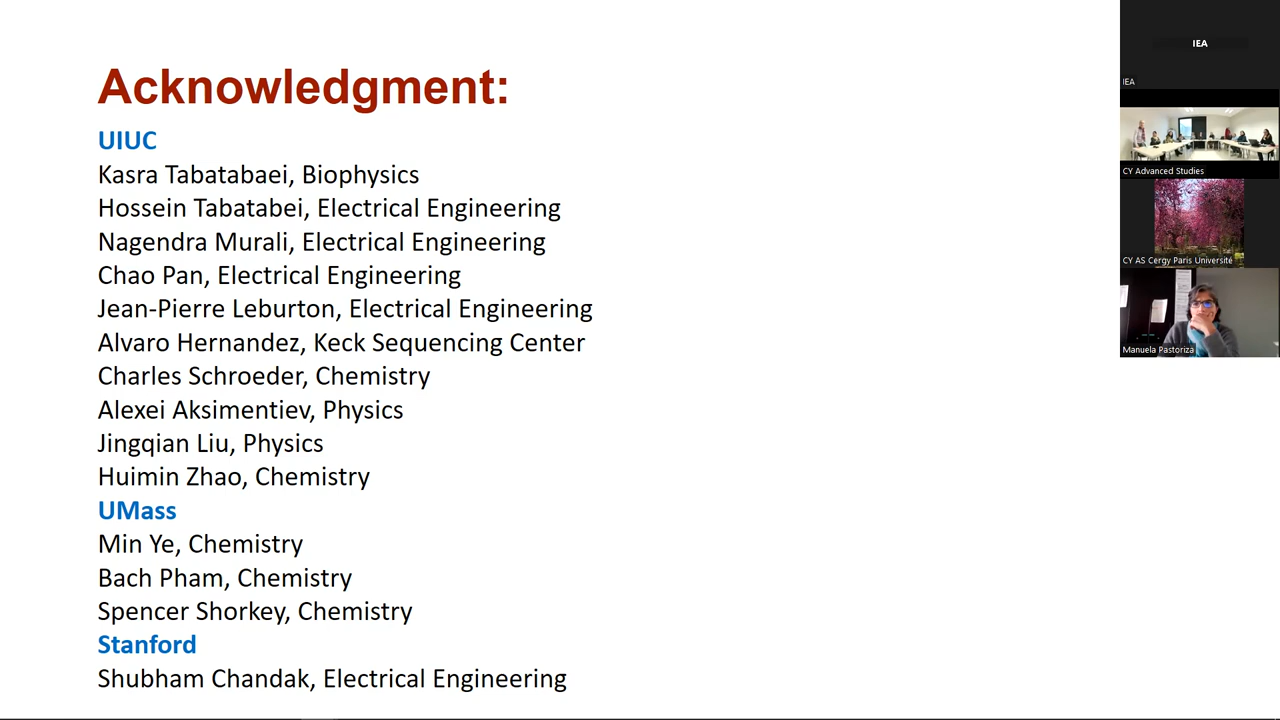 Acknowledgment:
UIUC
Kasra Tabatabaei, Biophysics
Hossein Tabatabei, Electrical Engineering
Nagendra Murali, Electrical Engineering
Chao Pan, Electrical Engineering
Jean-Pierre Leburton, Electrical Engineering
Alvaro Hernandez, Keck Sequencing Center
Charles Schroeder, Chemistry
Alexei Aksimentiev, Physics
Jingqian Liu, Physics
Huimin Zhao, Chemistry
UMass
Min Ye, Chemistry
Bach Pham, Chemistry
Spencer Shorkey, Chemistry
Stanford
Shubham Chandak, Electrical Engineering
IEA
IEA
CY Advanced Studies
CY AS Cergy Paris Université
Manuela Pastoriza